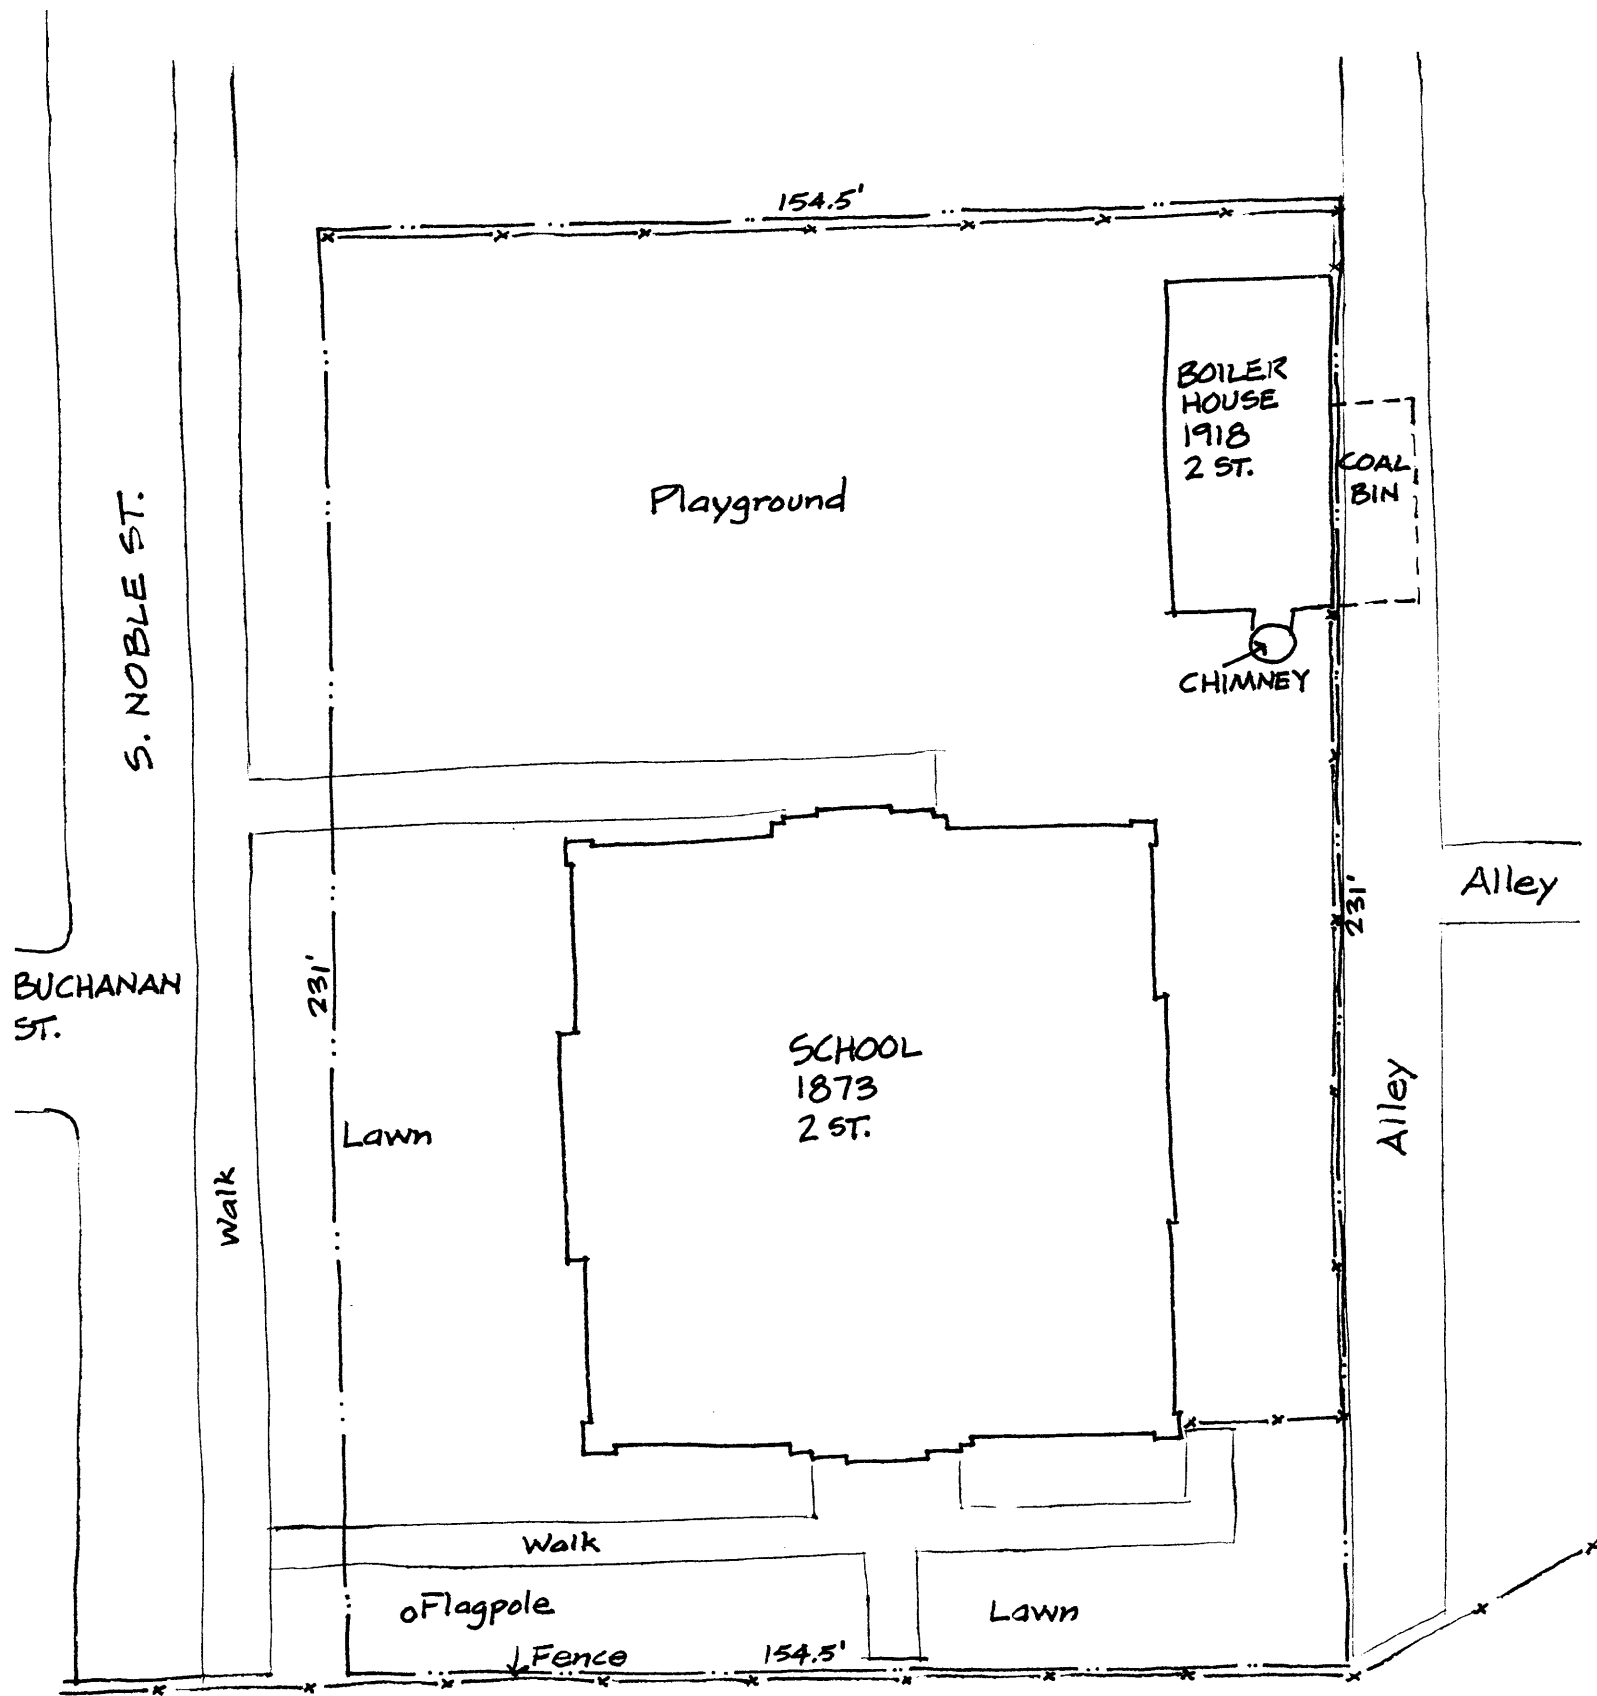 154.5'
BOILER
HOUSE
1918
2 ST.
COAL
BIN
Playground
S. NOBLE ST.
CHIMNEY
Alley
231'
231'
BUCHANAN
ST.
SCHOOL
1873
2 ST.
Lawn
Alley
Walk
Walk
Flagpole
Lawn
Fence
154.5'